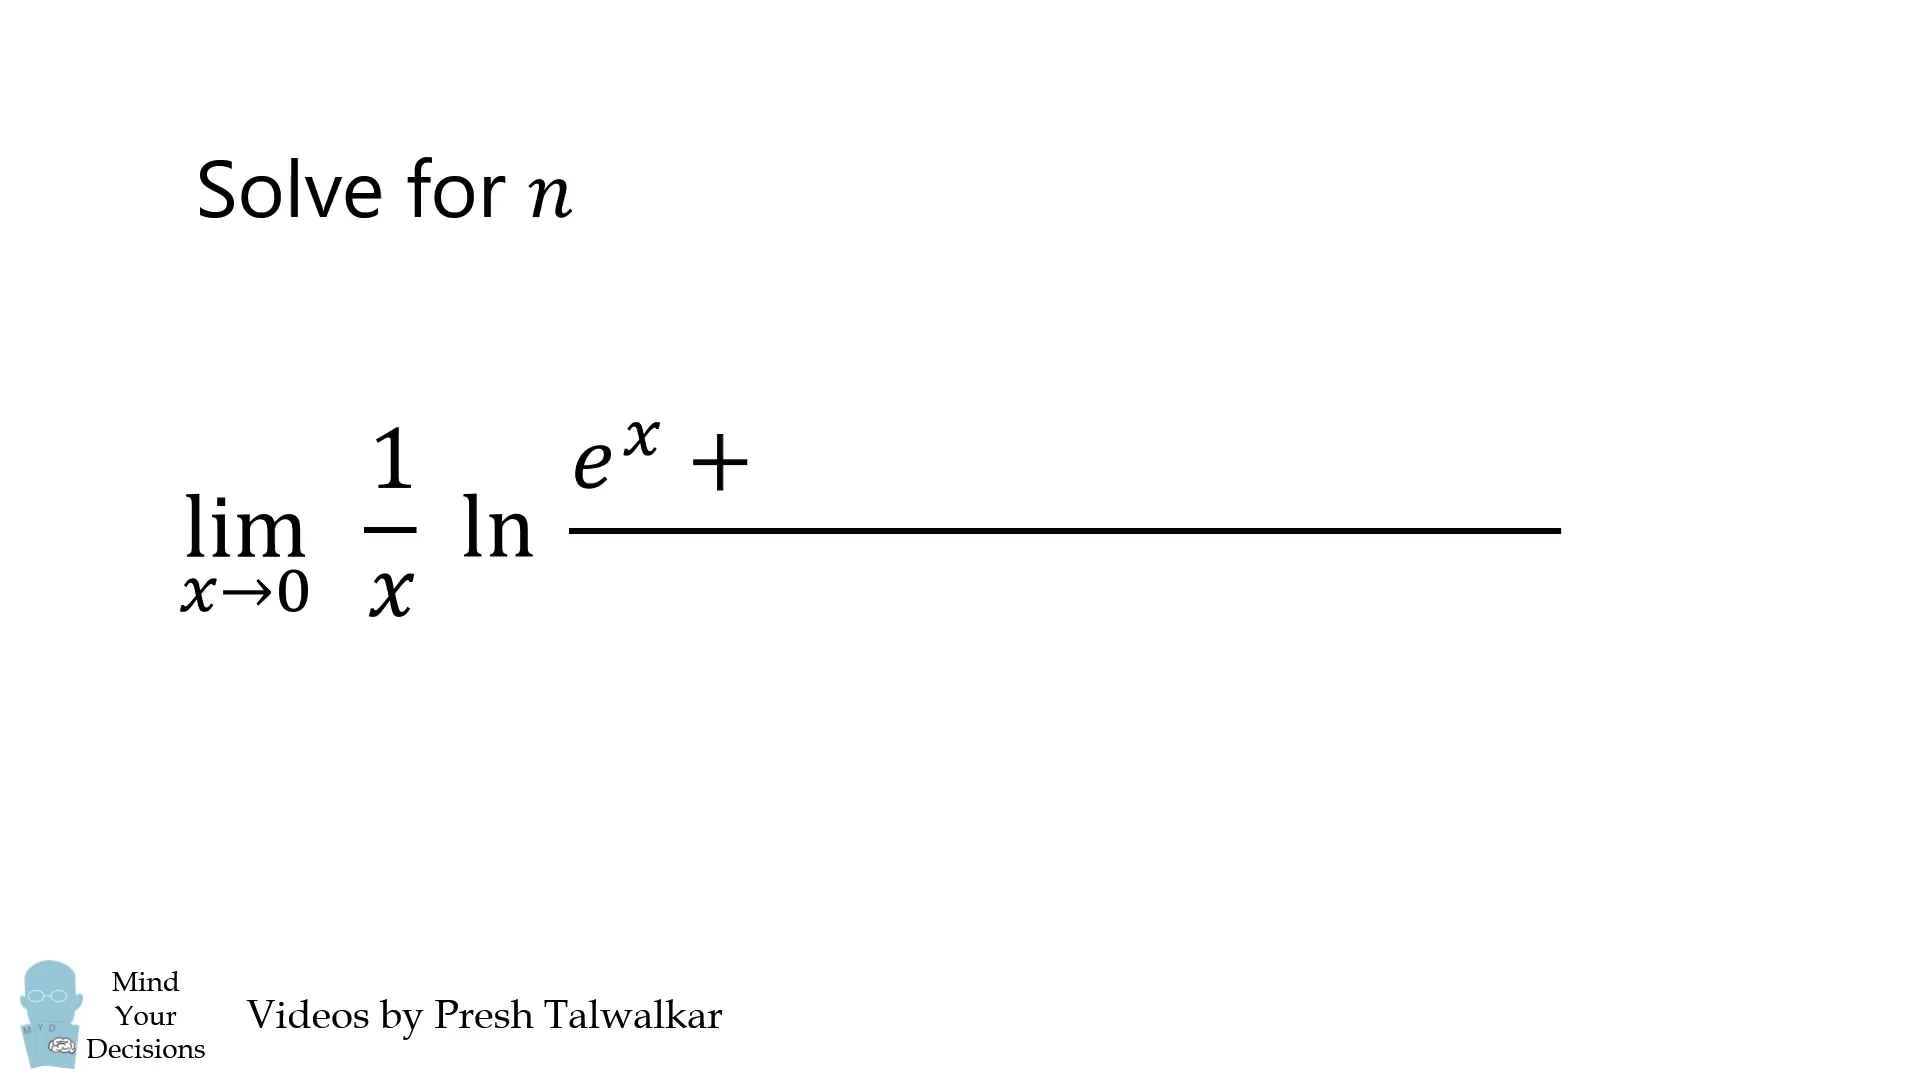 Solve for n
lim x→0 1/x ln e^x +
Mind
Your
Decisions
M Y D
Videos by Presh Talwalkar